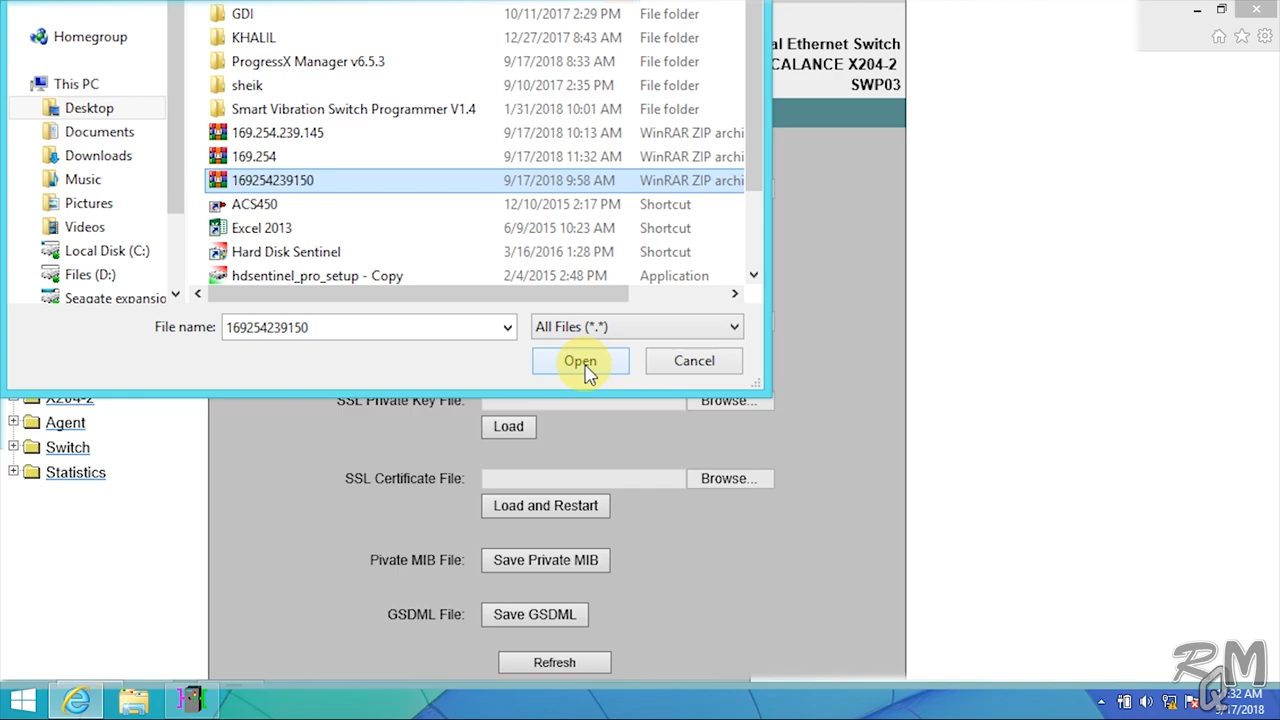 GDI 10/11/2017 2:29 PM File folder
Homegroup
KHALIL 12/27/2017 8:43 AM File folder
al Ethernet Switch
ProgressX Manager v6.5.3 9/17/2018 8:33 AM File folder
CALANCE X204-2
This PC
sheik 9/10/2017 2:35 PM File folder
SWP03
Desktop
Smart Vibration Switch Programmer V1.4 1/31/2018 10:01 AM File folder
Documents
169.254.239.145 9/17/2018 10:13 AM WinRAR ZIP archi
Downloads
169.254 9/17/2018 11:32 AM WinRAR ZIP archi
Music
169254239150 9/17/2018 9:58 AM WinRAR ZIP archi
Pictures
ACS450 12/10/2015 2:17 PM Shortcut
Videos
Excel 2013 6/9/2015 10:23 AM Shortcut
Local Disk (C:)
Hard Disk Sentinel 3/16/2016 1:28 PM Shortcut
Files (D:)
hdsentinel_pro_setup - Copy 2/4/2015 2:48 PM Application
Seagate expansio
File name: 169254239150 All Files (*.*)
Open Cancel
X204-2
SSL Private Key File: Browse...
Agent
Load
Switch
Statistics
SSL Certificate File: Browse...
Load and Restart
Pivate MIB File: Save Private MIB
GSDML File: Save GSDML
Refresh
:32 AM
9/17/2018